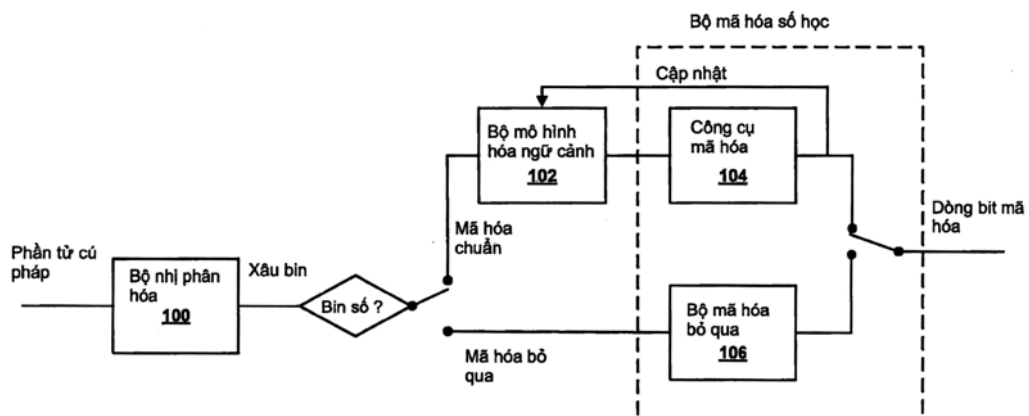 Bộ mã hóa số học
Cập nhật
Bộ mô hình
hóa ngữ cảnh
102
Công cụ
mã hóa
104
Dòng bit mã
hóa
Mã hóa
chuẩn
Phần tử cú
pháp
Bộ nhị phân
hóa
100
Xâu bin
Bin số ?
Mã hóa bỏ
qua
Bộ mã hóa
bỏ qua
106